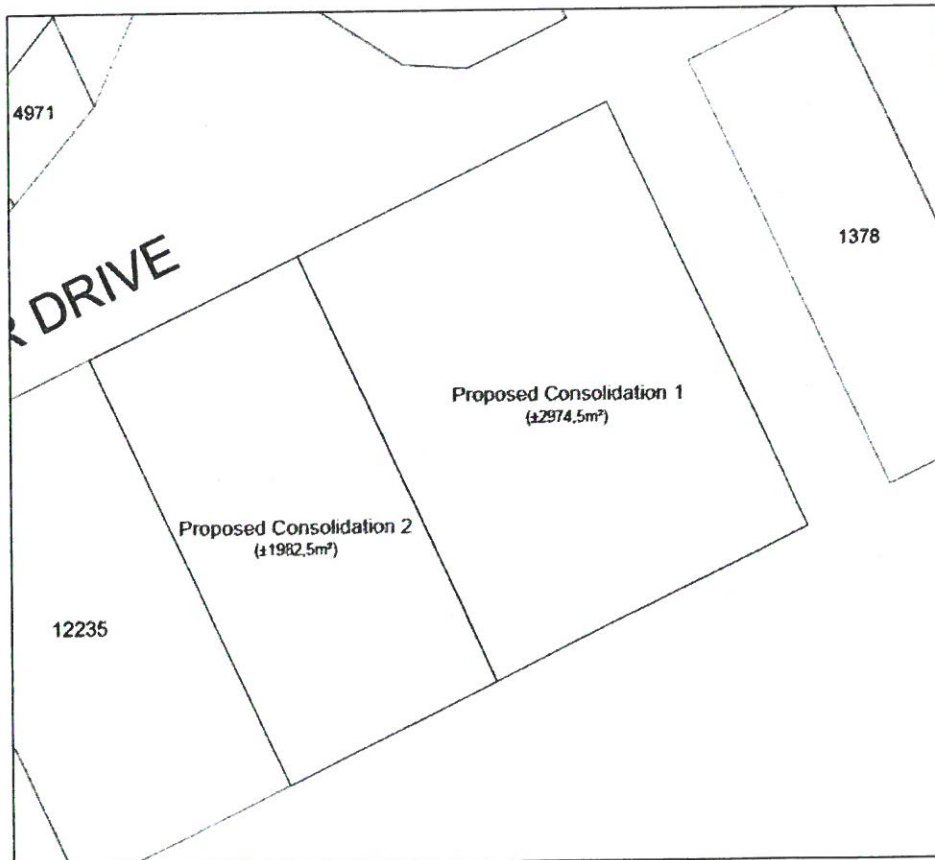 4971
R DRIVE
1378
Proposed Consolidation 1
(±2974,5m²)
Proposed Consolidation 2
(±1982,5m²)
12235